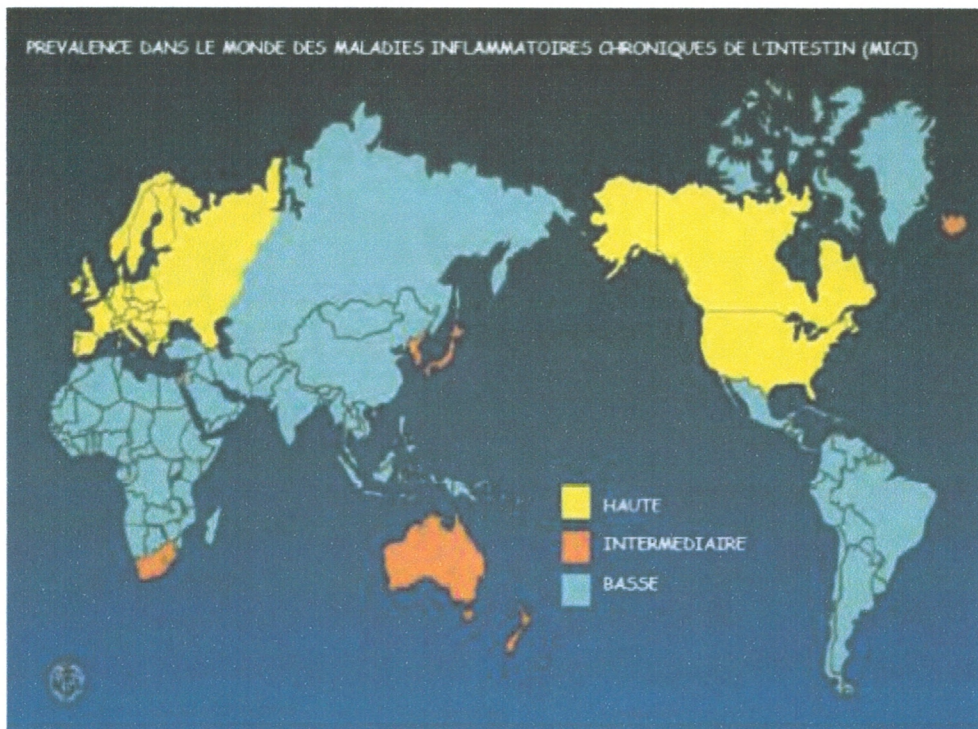 PREVALENCE DANS LE MONDE DES MALADIES INFLAMMATOIRES CHRONIQUES DE L'INTESTIN (MICI)
HAUTE
INTERMEDIAIRE
BASSE